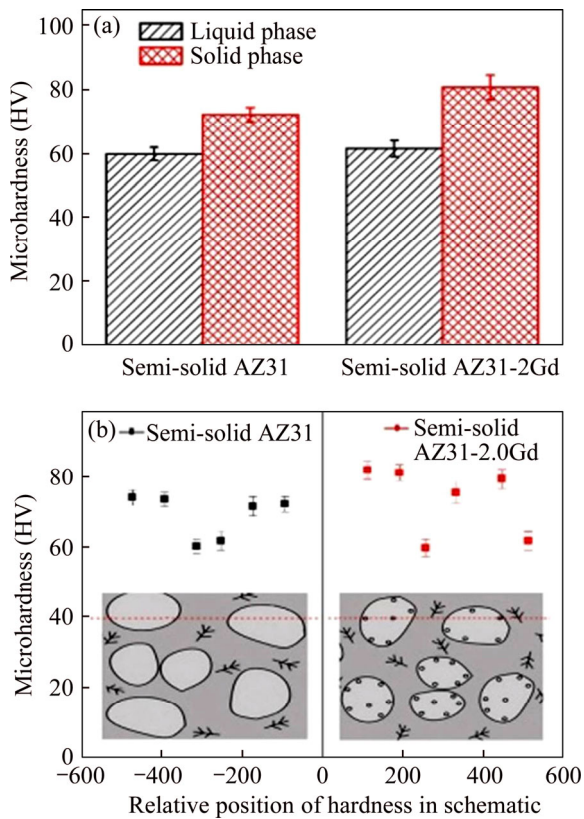 (a)
Liquid phase
Solid phase
100
80
60
40
20
0
Microhardness (HV)
Semi-solid AZ31
Semi-solid AZ31-2Gd
(b)
Semi-solid AZ31
Semi-solid
AZ31-2.0Gd
80
60
40
20
0
Microhardness (HV)
−600
−400
−200
0
200
400
600
Relative position of hardness in schematic